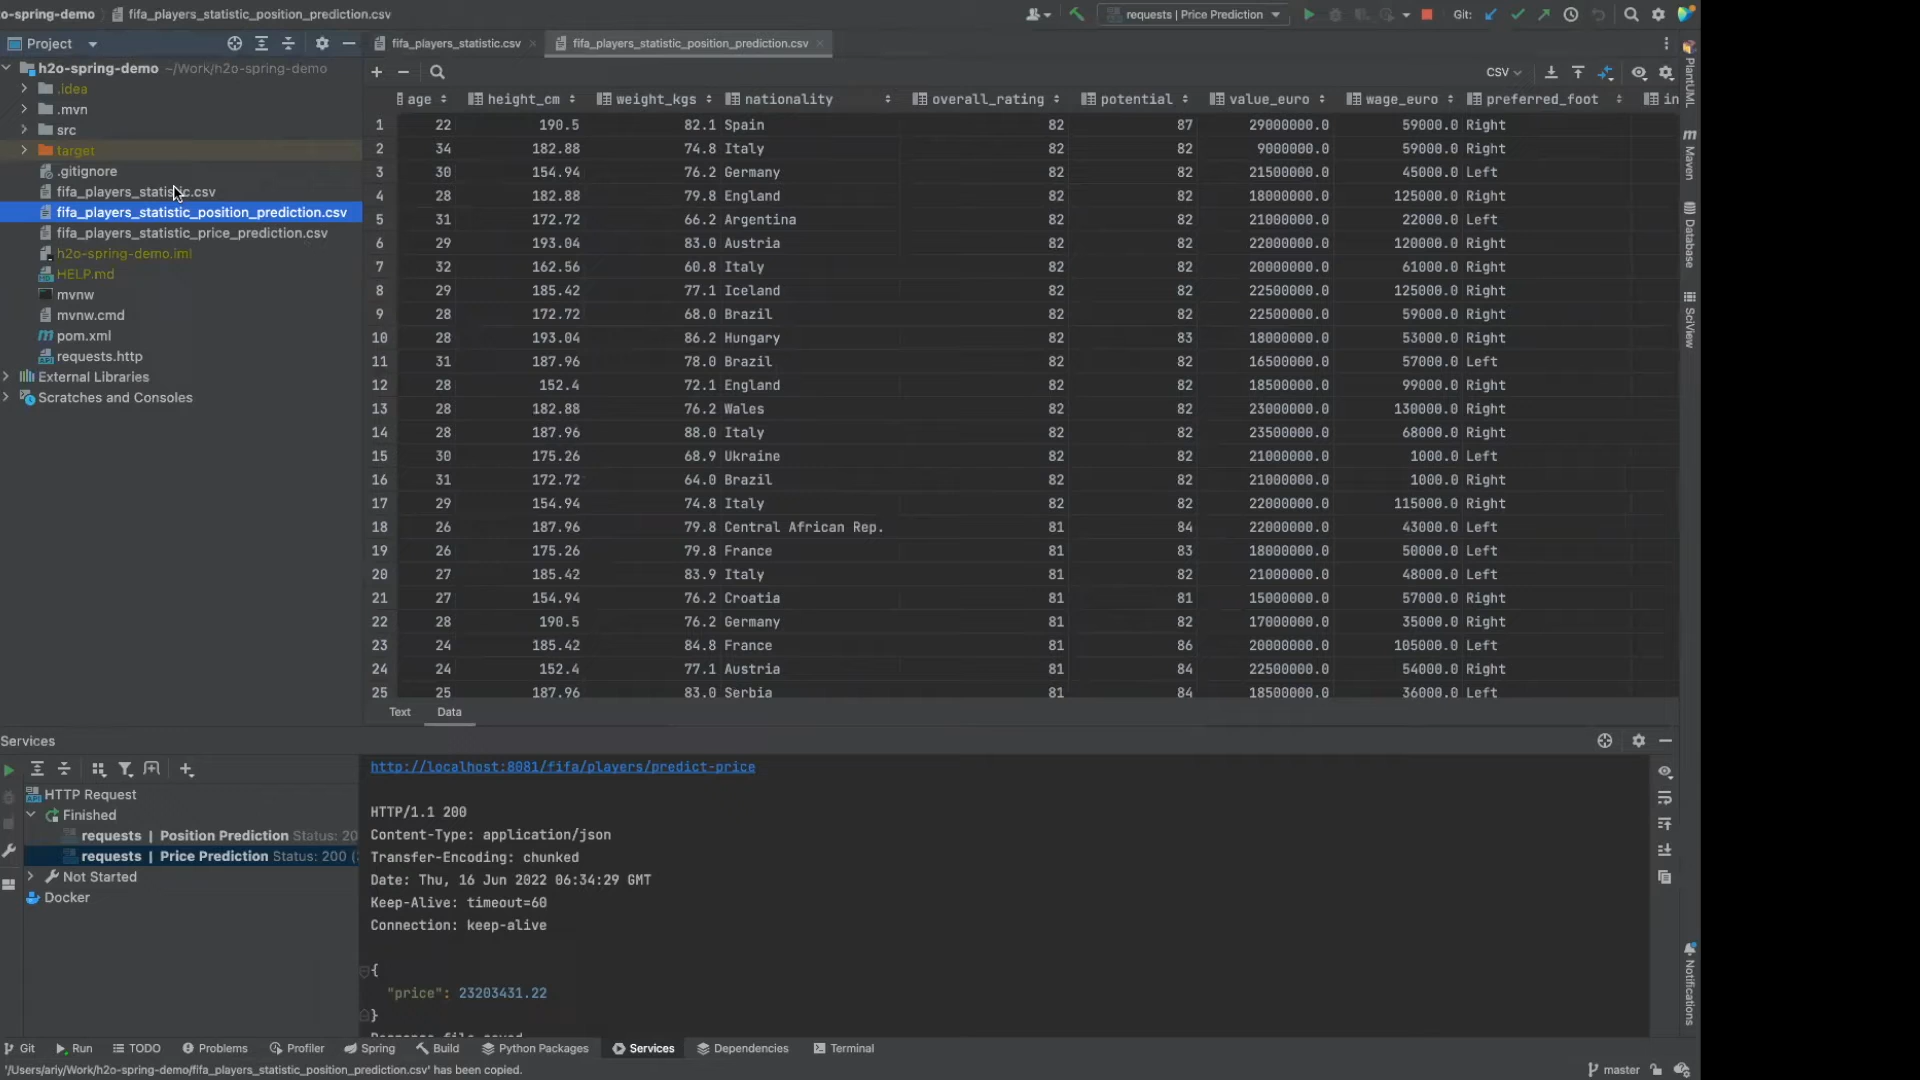 o-spring-demo fifa_players_statistic_position_prediction.csv requests | Price Prediction Git:
Project fifa_players_statistic.csv fifa_players_statistic_position_prediction.csv
h2o-spring-demo ~/Work/h2o-spring-demo
.idea
.mvn
src
target
.gitignore
fifa_players_statistic.csv
fifa_players_statistic_position_prediction.csv
fifa_players_statistic_price_prediction.csv
h2o-spring-demo.iml
HELP.md
mvnw
mvnw.cmd
pom.xml
requests.http
External Libraries
Scratches and Consoles
CSV
age height_cm weight_kgs nationality overall_rating potential value_euro wage_euro preferred_foot in
1 22 190.5 82.1 Spain 82 87 29000000.0 59000.0 Right
2 34 182.88 74.8 Italy 82 82 9000000.0 59000.0 Right
3 30 154.94 76.2 Germany 82 82 21500000.0 45000.0 Left
4 28 182.88 79.8 England 82 82 18000000.0 125000.0 Right
5 31 172.72 66.2 Argentina 82 82 21000000.0 22000.0 Left
6 29 193.04 83.0 Austria 82 82 22000000.0 120000.0 Right
7 32 162.56 60.8 Italy 82 82 20000000.0 61000.0 Right
8 29 185.42 77.1 Iceland 82 82 22500000.0 125000.0 Right
9 28 172.72 68.0 Brazil 82 82 22500000.0 59000.0 Right
10 28 193.04 86.2 Hungary 82 83 18000000.0 53000.0 Right
11 31 187.96 78.0 Brazil 82 82 16500000.0 57000.0 Left
12 28 152.4 72.1 England 82 82 18500000.0 99000.0 Right
13 28 182.88 76.2 Wales 82 82 23000000.0 130000.0 Right
14 28 187.96 88.0 Italy 82 82 23500000.0 68000.0 Right
15 30 175.26 68.9 Ukraine 82 82 21000000.0 1000.0 Left
16 31 172.72 64.0 Brazil 82 82 21000000.0 1000.0 Right
17 29 154.94 74.8 Italy 82 82 22000000.0 115000.0 Right
18 26 187.96 79.8 Central African Rep. 81 84 22000000.0 43000.0 Left
19 26 175.26 79.8 France 81 83 18000000.0 50000.0 Left
20 27 185.42 83.9 Italy 81 82 21000000.0 48000.0 Left
21 27 154.94 76.2 Croatia 81 81 15000000.0 57000.0 Right
22 28 190.5 76.2 Germany 81 82 17000000.0 35000.0 Right
23 24 185.42 84.8 France 81 86 20000000.0 105000.0 Left
24 24 152.4 77.1 Austria 81 84 22500000.0 54000.0 Right
25 25 187.96 83.0 Serbia 81 84 18500000.0 36000.0 Left
Text Data
PlantUML
Maven
Database
SciView
Notifications
Services
HTTP Request
Finished
requests | Position Prediction Status: 20
requests | Price Prediction Status: 200 (
Not Started
Docker
http://localhost:8081/fifa/players/predict-price
HTTP/1.1 200
Content-Type: application/json
Transfer-Encoding: chunked
Date: Thu, 16 Jun 2022 06:34:29 GMT
Keep-Alive: timeout=60
Connection: keep-alive
{
"price": 23203431.22
}
Git Run TODO Problems Profiler Spring Build Python Packages Services Dependencies Terminal
'/Users/ariy/Work/h2o-spring-demo/fifa_players_statistic_position_prediction.csv' has been copied. master